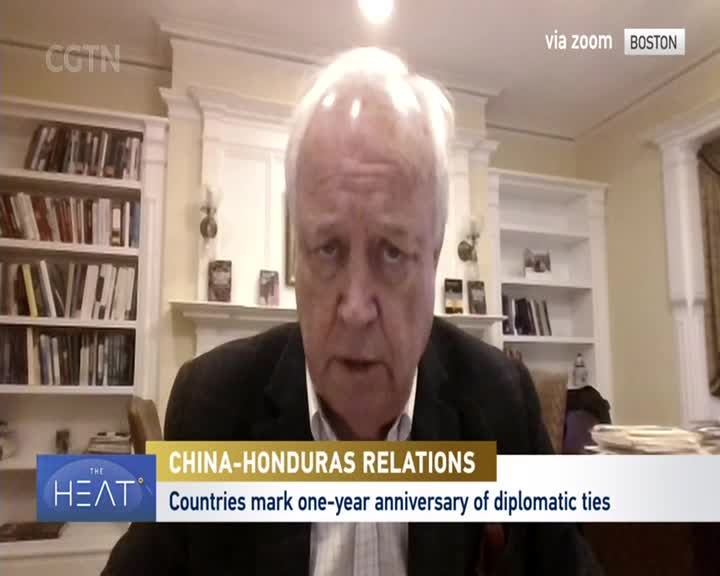 CGTN
via zoom BOSTON
CHINA-HONDURAS RELATIONS
THE
HEAT
Countries mark one-year anniversary of diplomatic ties